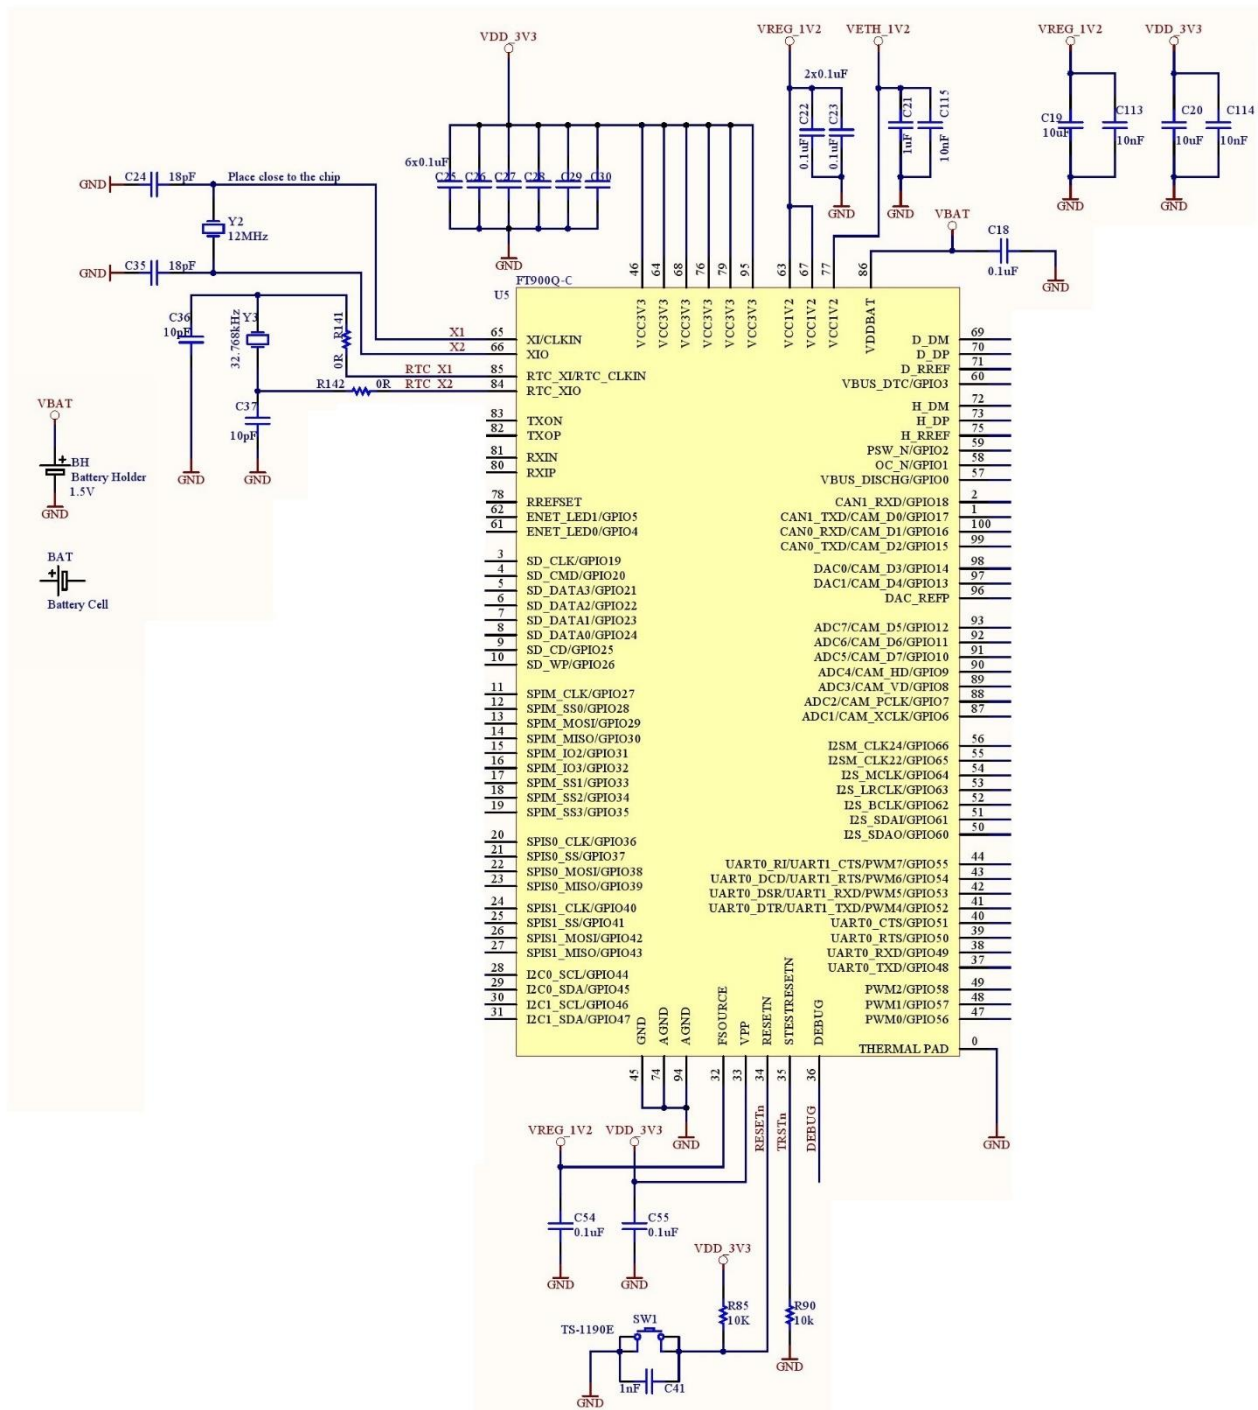 VDD_3V3
VREG_1V2
VETH_1V2
VREG_1V2
VDD_3V3
2x0.1uF
C22
0.1uF
C23
0.1uF
C21
1uF
C115
10nF
C19
10uF
C113
10nF
C20
10uF
C114
10nF
6x0.1uF
C25
C26
C27
C28
C29
C30
GND
GND
GND
GND
GND
GND
C24
18pF
Place close to the chip
Y2
12MHz
GND
C35
18pF
VBAT
C18
0.1uF
GND
C36
10pF
Y3
32.768kHz
R141
0R
R142
0R
C37
10pF
GND
GND
X1
X2
RTC_X1
RTC_X2
VBAT
BH
Battery Holder
1.5V
GND
BAT
Battery Cell
FT900Q-C
U5
46
64
68
76
79
95
63
67
77
86
VCC3V3
VCC3V3
VCC3V3
VCC3V3
VCC3V3
VCC3V3
VCC1V2
VCC1V2
VCC1V2
VDDBAT
65
XI/CLKIN
66
XIO
85
RTC_XI/RTC_CLKIN
84
RTC_XIO
83
TXON
82
TXOP
81
RXIN
80
RXIP
78
RREFSET
62
ENET_LED1/GPIO5
61
ENET_LED0/GPIO4
3
SD_CLK/GPIO19
4
SD_CMD/GPIO20
5
SD_DATA3/GPIO21
6
SD_DATA2/GPIO22
7
SD_DATA1/GPIO23
8
SD_DATA0/GPIO24
9
SD_CD/GPIO25
10
SD_WP/GPIO26
11
SPIM_CLK/GPIO27
12
SPIM_SS0/GPIO28
13
SPIM_MOSI/GPIO29
14
SPIM_MISO/GPIO30
15
SPIM_IO2/GPIO31
16
SPIM_IO3/GPIO32
17
SPIM_SS1/GPIO33
18
SPIM_SS2/GPIO34
19
SPIM_SS3/GPIO35
20
SPIS0_CLK/GPIO36
21
SPIS0_SS/GPIO37
22
SPIS0_MOSI/GPIO38
23
SPIS0_MISO/GPIO39
24
SPIS1_CLK/GPIO40
25
SPIS1_SS/GPIO41
26
SPIS1_MOSI/GPIO42
27
SPIS1_MISO/GPIO43
28
I2C0_SCL/GPIO44
29
I2C0_SDA/GPIO45
30
I2C1_SCL/GPIO46
31
I2C1_SDA/GPIO47
D_DM
69
D_DP
70
D_RREF
71
VBUS_DTC/GPIO3
60
H_DM
72
H_DP
73
H_RREF
75
PSW_N/GPIO2
59
OC_N/GPIO1
58
VBUS_DISCHG/GPIO0
57
CAN1_RXD/GPIO18
2
CAN1_TXD/CAM_D0/GPIO17
1
CAN0_RXD/CAM_D1/GPIO16
100
CAN0_TXD/CAM_D2/GPIO15
99
DAC0/CAM_D3/GPIO14
98
DAC1/CAM_D4/GPIO13
97
DAC_REFP
96
ADC7/CAM_D5/GPIO12
93
ADC6/CAM_D6/GPIO11
92
ADC5/CAM_D7/GPIO10
91
ADC4/CAM_HD/GPIO9
90
ADC3/CAM_VD/GPIO8
89
ADC2/CAM_PCLK/GPIO7
88
ADC1/CAM_XCLK/GPIO6
87
I2SM_CLK24/GPIO66
56
I2SM_CLK22/GPIO65
55
I2S_MCLK/GPIO64
54
I2S_LRCLK/GPIO63
53
I2S_BCLK/GPIO62
52
I2S_SDAI/GPIO61
51
I2S_SDAO/GPIO60
50
UART0_RI/UART1_CTS/PWM7/GPIO55
44
UART0_DCD/UART1_RTS/PWM6/GPIO54
43
UART0_DSR/UART1_RXD/PWM5/GPIO53
42
UART0_DTR/UART1_TXD/PWM4/GPIO52
41
UART0_CTS/GPIO51
40
UART0_RTS/GPIO50
39
UART0_RXD/GPIO49
38
UART0_TXD/GPIO48
37
PWM2/GPIO58
49
PWM1/GPIO57
48
PWM0/GPIO56
47
THERMAL PAD
0
GND
AGND
AGND
FSOURCE
VPP
RESETN
STESTRESETN
DEBUG
45
74
94
32
33
34
35
36
RESETn
TRSTn
DEBUG
GND
GND
VREG_1V2
VDD_3V3
C54
0.1uF
C55
0.1uF
GND
GND
VDD_3V3
R85
10K
R90
10k
GND
SW1
TS-1190E
1nF
C41
GND